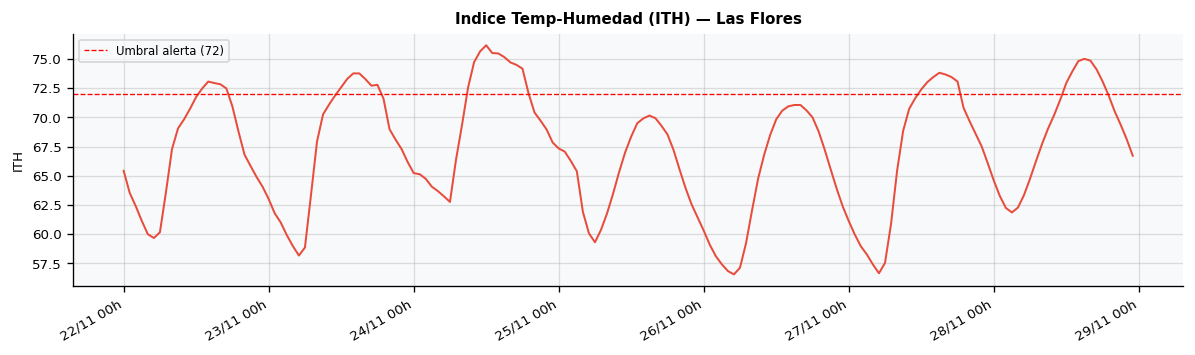 Indice Temp-Humedad (ITH) — Las Flores
Umbral alerta (72)
ITH
75.0
72.5
70.0
67.5
65.0
62.5
60.0
57.5
22/11 00h
23/11 00h
24/11 00h
25/11 00h
26/11 00h
27/11 00h
28/11 00h
29/11 00h